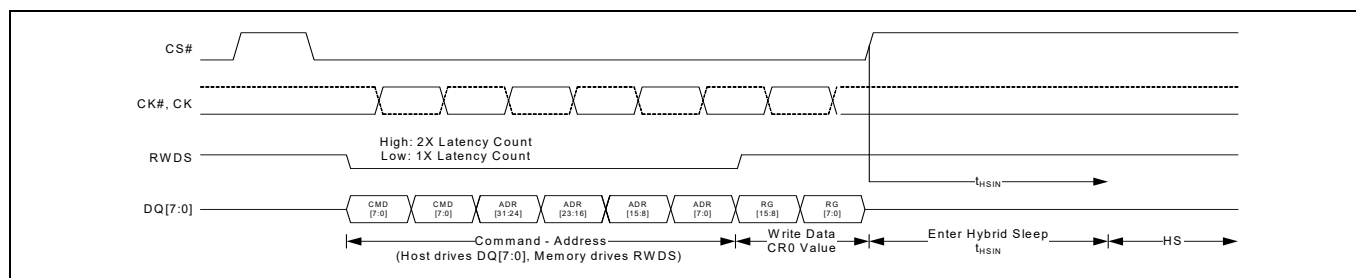 CS#
CK#, CK
High: 2X Latency Count
Low: 1X Latency Count
RWDS
tHSIN
DQ[7:0]
CMD [7:0]
CMD [7:0]
ADR [31:24]
ADR [23:16]
ADR [15:8]
ADR [7:0]
RG [15:8]
RG [7:0]
Command - Address
(Host drives DQ[7:0], Memory drives RWDS)
Write Data
CR0 Value
Enter Hybrid Sleep
tHSIN
HS